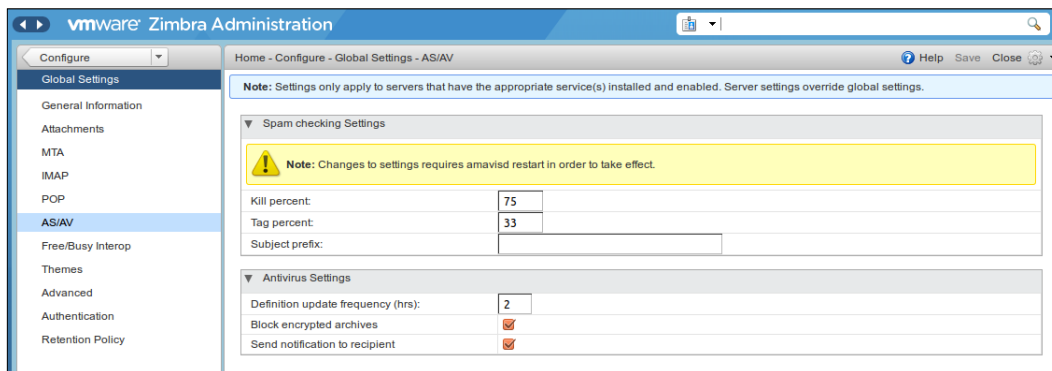 vmware Zimbra Administration
Configure
Home - Configure - Global Settings - AS/AV
Help Save Close
Global Settings
Note: Settings only apply to servers that have the appropriate service(s) installed and enabled. Server settings override global settings.
General Information
Attachments
MTA
IMAP
POP
AS/AV
Free/Busy Interop
Themes
Advanced
Authentication
Retention Policy
Spam checking Settings
Note: Changes to settings requires amavisd restart in order to take effect.
Kill percent: 75
Tag percent: 33
Subject prefix:
Antivirus Settings
Definition update frequency (hrs): 2
Block encrypted archives
Send notification to recipient